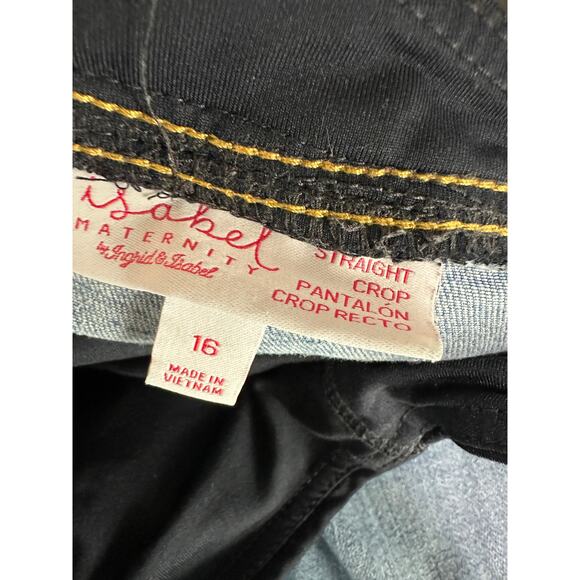 isabel
MATERNITY
by Ingrid & Isabel
STRAIGHT
CROP
PANTALÓN
CROP RECTO
16
MADE IN
VIETNAM